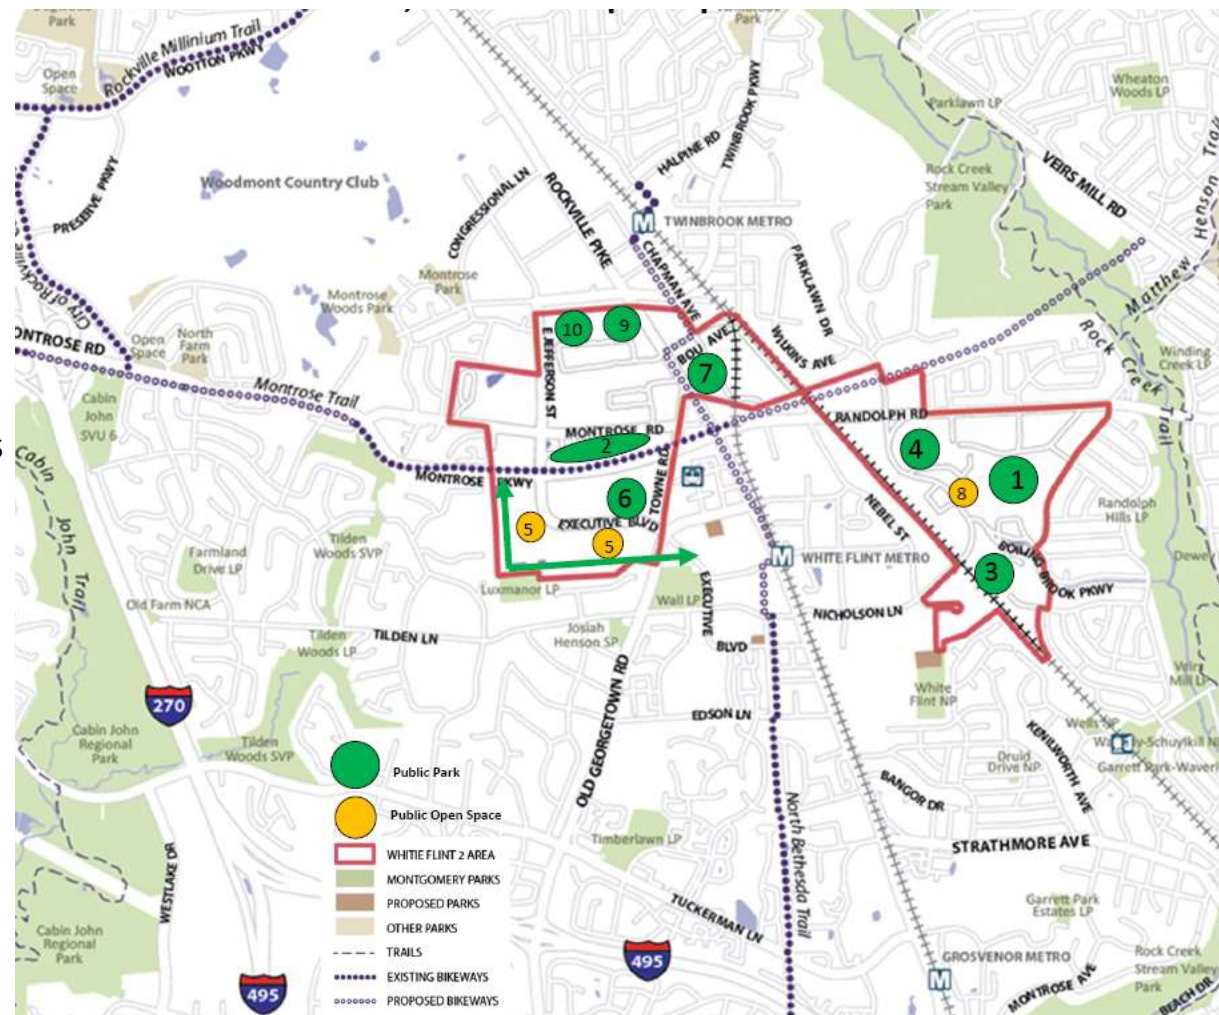 Park
Park
Rockville Millinium Trail
WOOTTON PKWY
Open
Space
Wheaton
Woods LP
Parklawn LP
TWINBROOK PKWY
HALPINE RD
VEIRS MILL RD
Rock Creek
Stream Valley
Park
Henson Trail
Matthew
Woodmont Country Club
PRESERVE PKWY
CONGRESSIONAL LN
ROCKVILLE PIKE
M TWINBROOK METRO
CHAPMAN AVE
PARKLAWN DR
City of Rockville
Montrose
Park
Montrose
Woods Park
10
9
BOU AVE
WILKINS AVE
7
Rock Creek
Trail
Winding
Creek LP
ONTROSE RD
Open
Space
North
Farm
Park
Montrose Trail
E JEFFERSON ST
Cabin
John
SVU 6
MONTROSE RD
2
RANDOLPH RD
4
1
8
S
Cabin
John
Trail
MONTROSE PKWY
6
TOWNE RD
EXECUTIVE BLVD
5
5
NEBEL ST
Randolph
Hills LP
Farmland
Drive LP
Tilden
Woods SVP
M WHITE FLINT METRO
3
BOILING BROOK PKWY
Dewey
Old Farm NCA
Luxmanor LP
Wall LP
EXECUTIVE
BLVD
NICHOLSON LN
Tilden
Woods LP
TILDEN LN
Josiah
Henson SP
OLD GEORGETOWN RD
White
Flint NP
Veirs
Mill LP
270
EDSON LN
Cabin John
Regional
Park
Tilden
Woods SVP
KENILWORTH AVE
Druid
Drive NP
Garrett Park-Waverl
BANGOR DR
STRATHMORE AVE
North Bethesda Trail
Timberlawn LP
WESTLAKE DR
TUCKERMAN LN
Garrett Park
Estates LP
Cabin John
Regional
Park
495
495
M GROSVENOR METRO
MONTROSE AVE
Rock Creek
Stream Valley
Park
BEACH DR
Public Park
Public Open Space
WHITIE FLINT 2 AREA
MONTGOMERY PARKS
PROPOSED PARKS
OTHER PARKS
TRAILS
EXISTING BIKEWAYS
PROPOSED BIKEWAYS